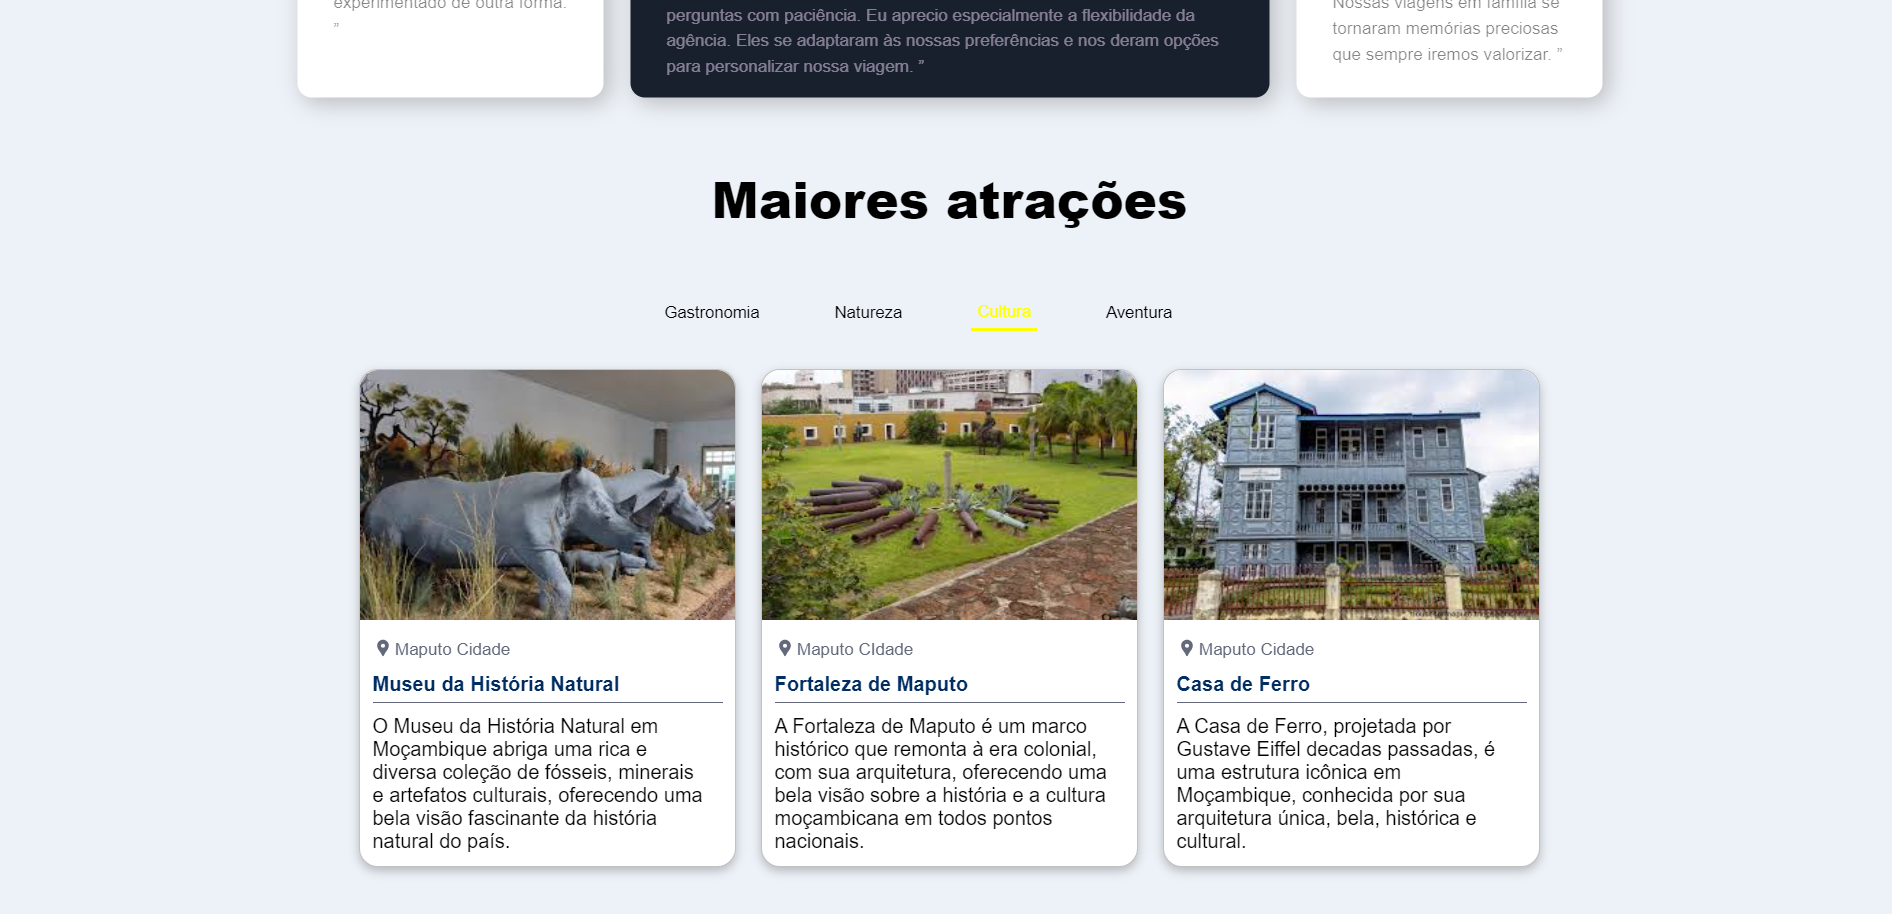 experimentado de outra forma.
”
perguntas com paciência. Eu aprecio especialmente a flexibilidade da
agência. Eles se adaptaram às nossas preferências e nos deram opções
para personalizar nossa viagem. ”
Nossas viagens em família se
tornaram memórias preciosas
que sempre iremos valorizar. ”
Maiores atrações
Gastronomia
Natureza
Cultura
Aventura
Maputo Cidade
Museu da História Natural
O Museu da História Natural em
Moçambique abriga uma rica e
diversa coleção de fósseis, minerais
e artefatos culturais, oferecendo uma
bela visão fascinante da história
natural do país.
Maputo CIdade
Fortaleza de Maputo
A Fortaleza de Maputo é um marco
histórico que remonta à era colonial,
com sua arquitetura, oferecendo uma
bela visão sobre a história e a cultura
moçambicana em todos pontos
nacionais.
Maputo Cidade
Casa de Ferro
A Casa de Ferro, projetada por
Gustave Eiffel decadas passadas, é
uma estrutura icônica em
Moçambique, conhecida por sua
arquitetura única, bela, histórica e
cultural.